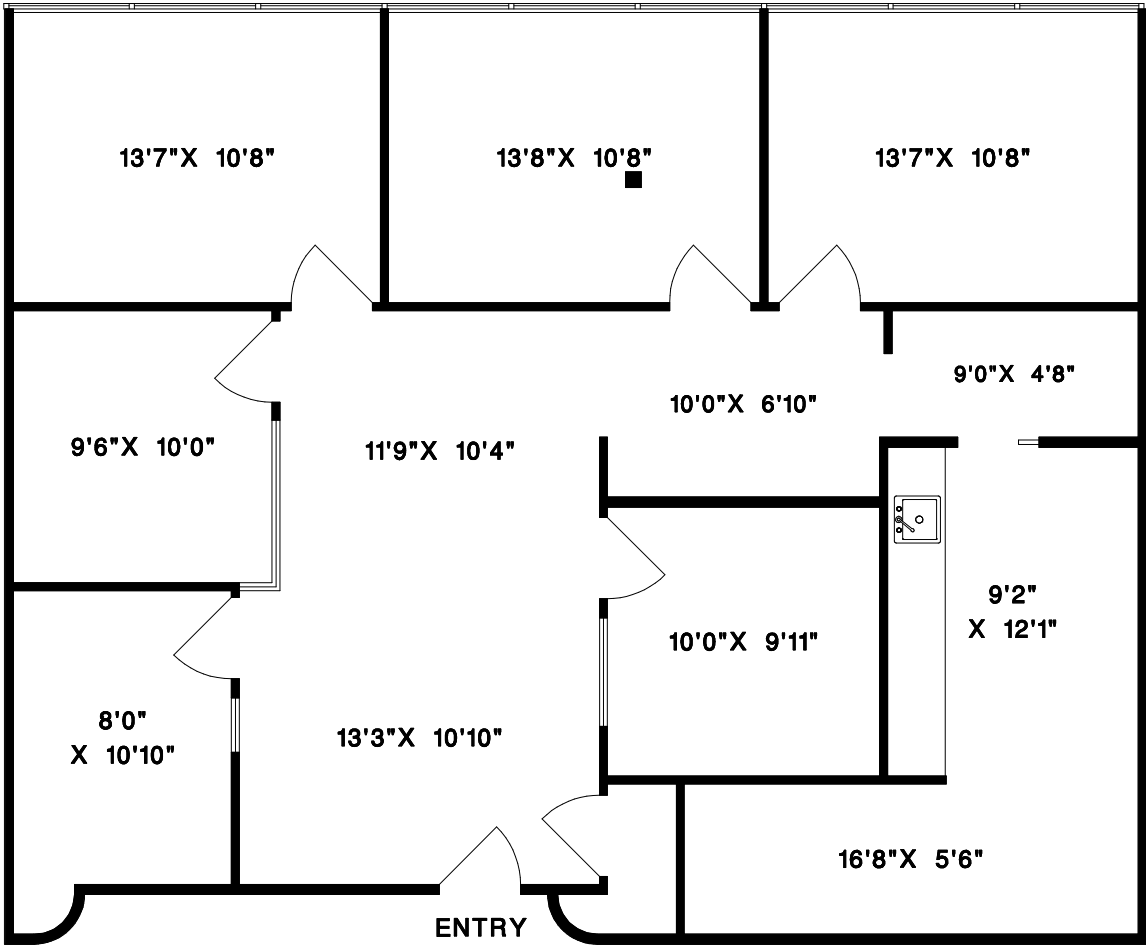 13'7"X 10'8"
13'8"X 10'8"
13'7"X 10'8"
9'0"X 4'8"
10'0"X 6'10"
9'6"X 10'0"
11'9"X 10'4"
9'2"
X 12'1"
10'0"X 9'11"
8'0"
X 10'10"
13'3"X 10'10"
16'8"X 5'6"
ENTRY